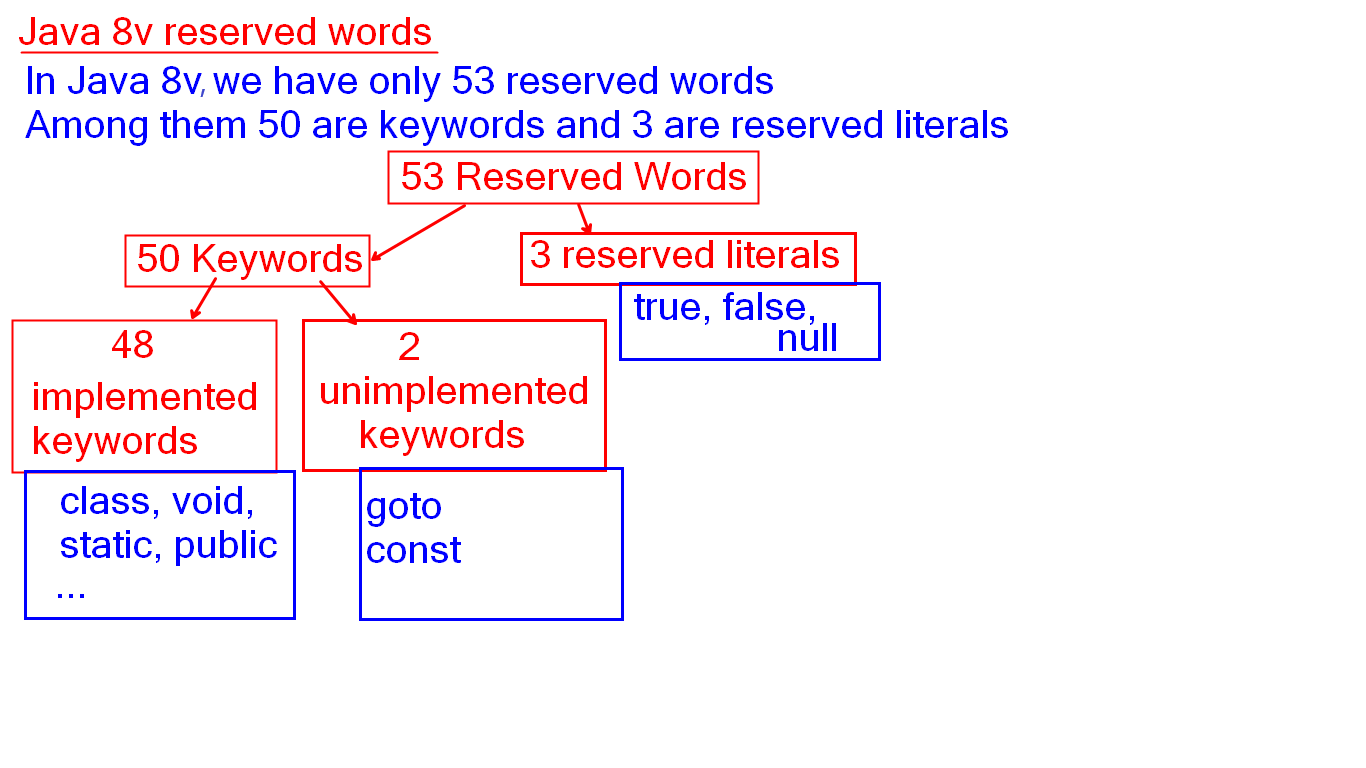 Java 8v reserved words
In Java 8v, we have only 53 reserved words
Among them 50 are keywords and 3 are reserved literals
53 Reserved Words
50 Keywords
3 reserved literals
true, false,
null
48
implemented
keywords
2
unimplemented
keywords
class, void,
static, public
...
goto
const